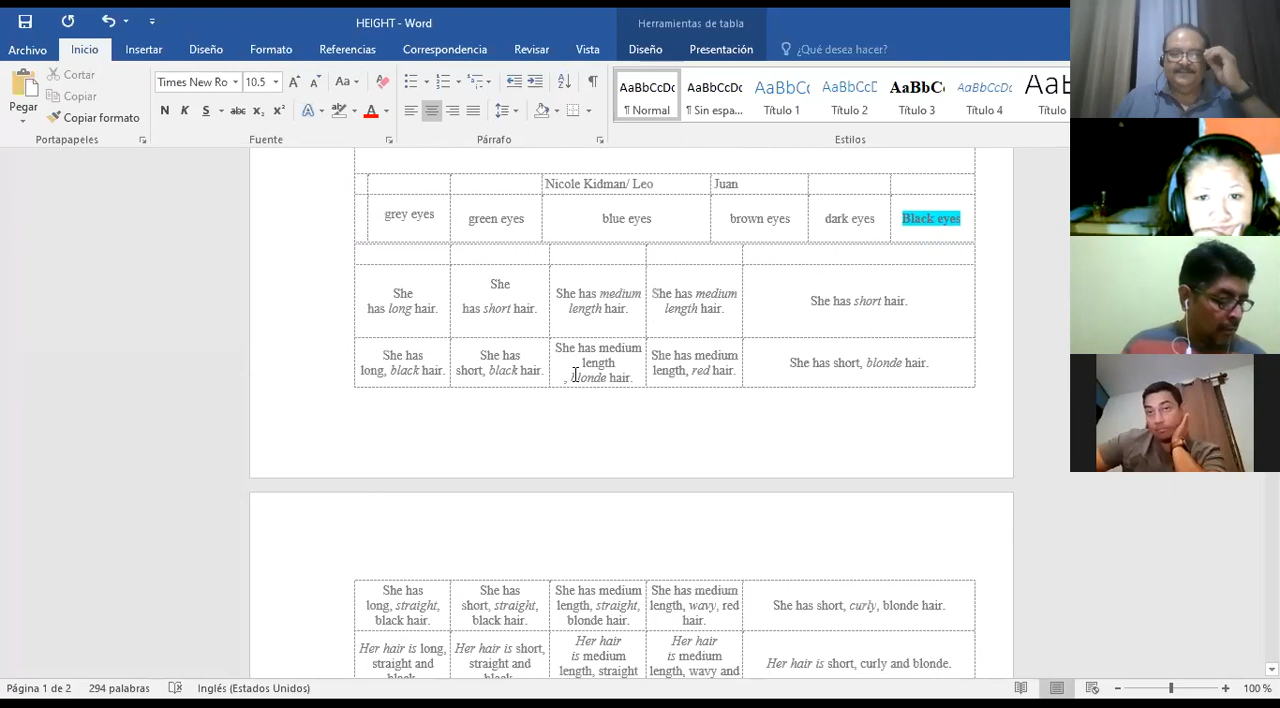 HEIGHT - Word
Herramientas de tabla
Archivo Inicio Insertar Diseño Formato Referencias Correspondencia Revisar Vista Diseño Presentación ¿Qué desea hacer?
Pegar
Cortar
Copiar
Copiar formato
Times New Ro 10.5
Aa
N K S abc x₂ x² A A
AaBbCcDc AaBbCcDc AaBbCc AaBbCcD AaBbCc AaBbCcDc AaB
¶ Normal ¶ Sin espa... Título 1 Título 2 Título 3 Título 4 Título
Portapapeles Fuente Párrafo Estilos
Nicole Kidman/ Leo Juan
grey eyes green eyes blue eyes brown eyes dark eyes Black eyes
She
has long hair.
She
has short hair.
She has medium
length hair.
She has medium
length hair.
She has short hair.
She has
long, black hair.
She has
short, black hair.
She has medium
length
, blonde hair.
She has medium
length, red hair.
She has short, blonde hair.
She has
long, straight,
black hair.
She has
short, straight,
black hair.
She has medium
length, straight,
blonde hair.
She has medium
length, wavy, red
hair.
She has short, curly, blonde hair.
Her hair is long,
straight and
black.
Her hair is short,
straight and
black.
Her hair
is medium
length, straight
Her hair
is medium
length, wavy and
Her hair is short, curly and blonde.
Página 1 de 2 294 palabras Inglés (Estados Unidos) 100 %